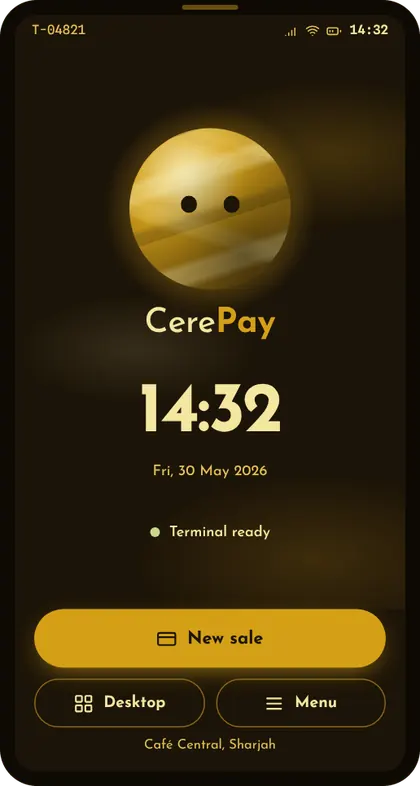 T-04821 14:32
CerePay
14:32
Fri, 30 May 2026
Terminal ready
New sale
Desktop Menu
Café Central, Sharjah